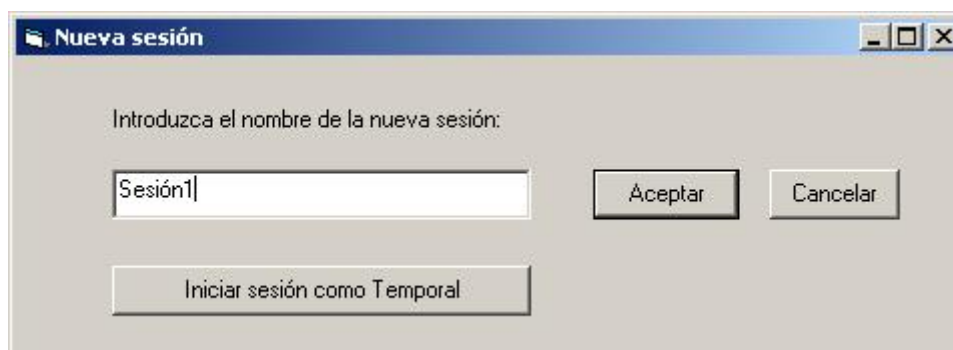 Nueva sesión
Introduzca el nombre de la nueva sesión:
Sesión1
Aceptar
Cancelar
Iniciar sesión como Temporal